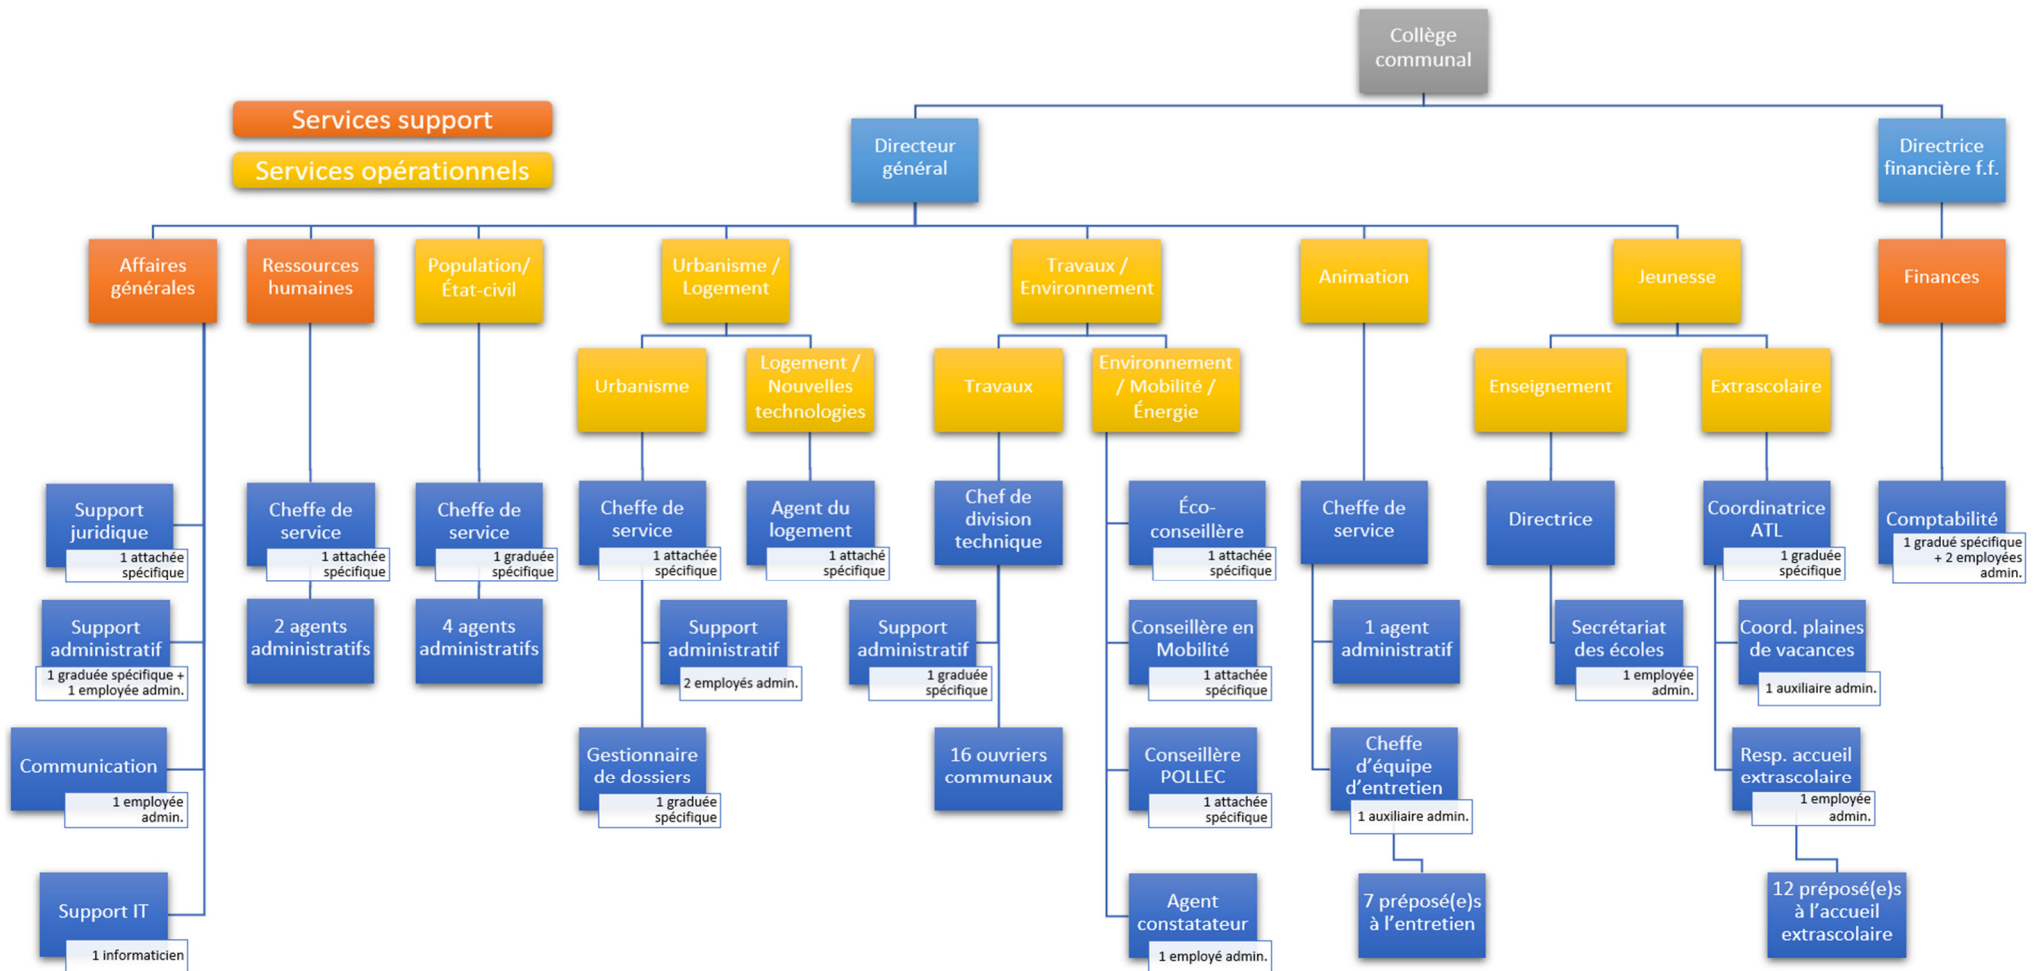 Collège
communal
Services support
Services opérationnels
Directeur
général
Directrice
financière f.f.
Affaires
générales
Ressources
humaines
Population/
État-civil
Urbanisme /
Logement
Travaux /
Environnement
Animation
Jeunesse
Finances
Urbanisme
Logement /
Nouvelles
technologies
Travaux
Environnement
/ Mobilité /
Énergie
Enseignement
Extrascolaire
Support
juridique
1 attachée
spécifique
Cheffe de
service
1 attachée
spécifique
Cheffe de
service
1 graduée
spécifique
Cheffe de
service
1 attachée
spécifique
Agent du
logement
1 attaché
spécifique
Chef de
division
technique
Éco-
conseillère
1 attachée
spécifique
Cheffe de
service
Directrice
Coordinatrice
ATL
1 graduée
spécifique
Comptabilité
1 gradué spécifique
+ 2 employées
admin.
Support
administratif
1 graduée spécifique +
1 employée admin.
2 agents
administratifs
4 agents
administratifs
Support
administratif
2 employés admin.
Support
administratif
1 graduée
spécifique
Conseillère en
Mobilité
1 attachée
spécifique
1 agent
administratif
Secrétariat
des écoles
1 employée
admin.
Coord. plaines
de vacances
1 auxiliaire admin.
Communication
1 employée
admin.
Gestionnaire
de dossiers
1 graduée
spécifique
16 ouvriers
communaux
Conseillère
POLLEC
1 attachée
spécifique
Cheffe
d’équipe
d’entretien
1 auxiliaire admin.
Resp. accueil
extrascolaire
1 employée
admin.
Support IT
1 informaticien
Agent
constatateur
1 employé admin.
7 préposé(e)s
à l’entretien
12 préposé(e)s
à l’accueil
extrascolaire